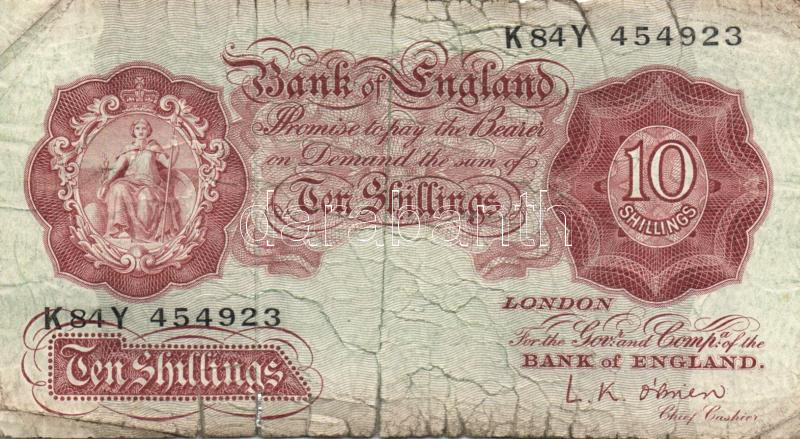 K84Y 454923
Bank of England
Promise to pay the Bearer
on Demand the sum of
Ten Shillings
10
SHILLINGS
darabanth
K84Y 454923
LONDON
For the Govr. and Compa. of the
BANK of ENGLAND.
L. K. O'Brien
Chief Cashier
Ten Shillings